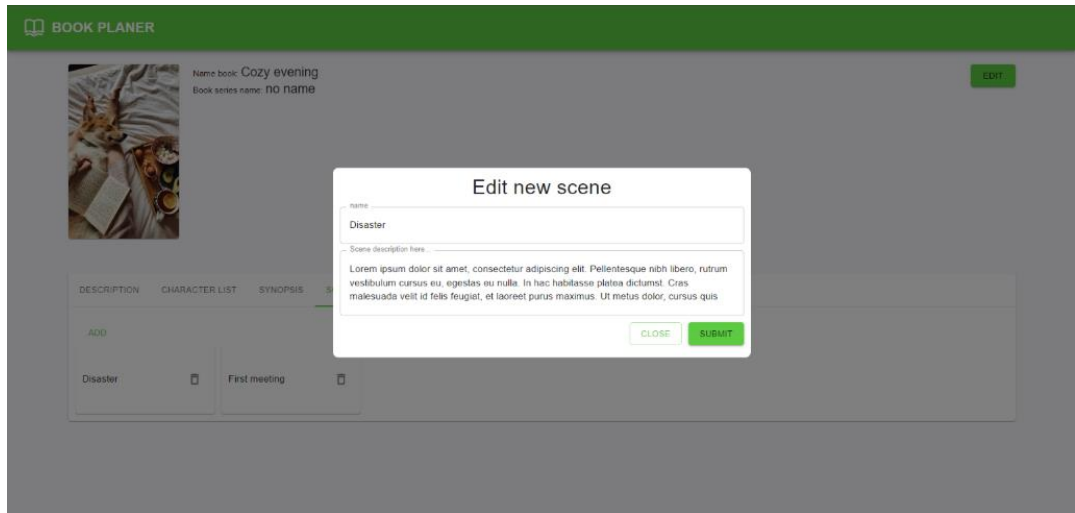 BOOK PLANER
Name book: Cozy evening
Book series name: no name
EDIT
Edit new scene
name
Disaster
Scene description here...
Lorem ipsum dolor sit amet, consectetur adipiscing elit. Pellentesque nibh libero, rutrum
vestibulum cursus eu, egestas eu nulla. In hac habitasse platea dictumst. Cras
malesuada velit id felis feugiat, et laoreet purus maximus. Ut metus dolor, cursus quis
CLOSE SUBMIT
DESCRIPTION CHARACTER LIST SYNOPSIS
ADD
Disaster First meeting